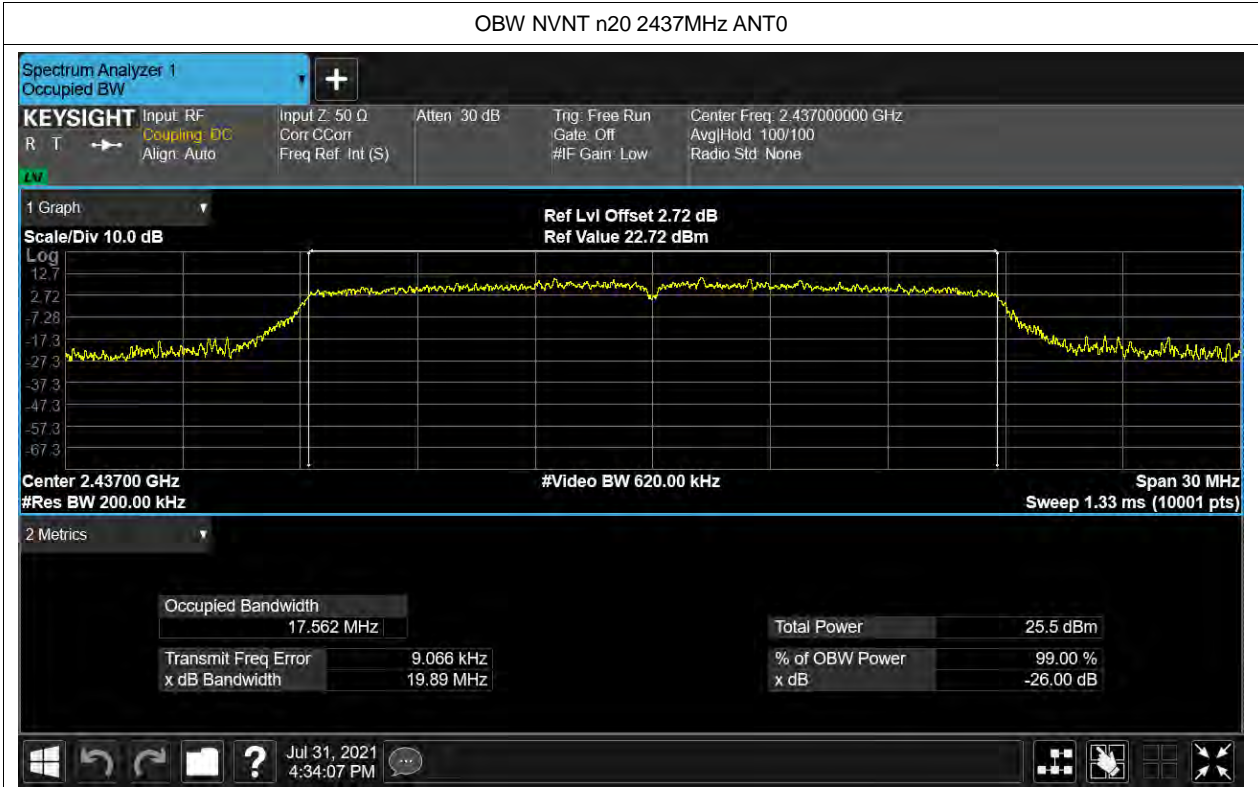 OBW NVNT n20 2437MHz ANT0
Spectrum Analyzer 1
Occupied BW
KEYSIGHT
R T
Input: RF
Coupling: DC
Align: Auto
Input Z: 50 Ω
Corr CCorr
Freq Ref: Int (S)
Atten: 30 dB
Trig: Free Run
Gate: Off
#IF Gain: Low
Center Freq: 2.437000000 GHz
Avg|Hold: 100/100
Radio Std: None
1 Graph
Scale/Div 10.0 dB
Ref Lvl Offset 2.72 dB
Ref Value 22.72 dBm
Log
12.7
2.72
-7.28
-17.3
-27.3
-37.3
-47.3
-57.3
-67.3
Center 2.43700 GHz
#Res BW 200.00 kHz
#Video BW 620.00 kHz
Span 30 MHz
Sweep 1.33 ms (10001 pts)
2 Metrics
Occupied Bandwidth
17.562 MHz
Transmit Freq Error 9.066 kHz
x dB Bandwidth 19.89 MHz
Total Power 25.5 dBm
% of OBW Power 99.00 %
x dB -26.00 dB
?
Jul 31, 2021
4:34:07 PM